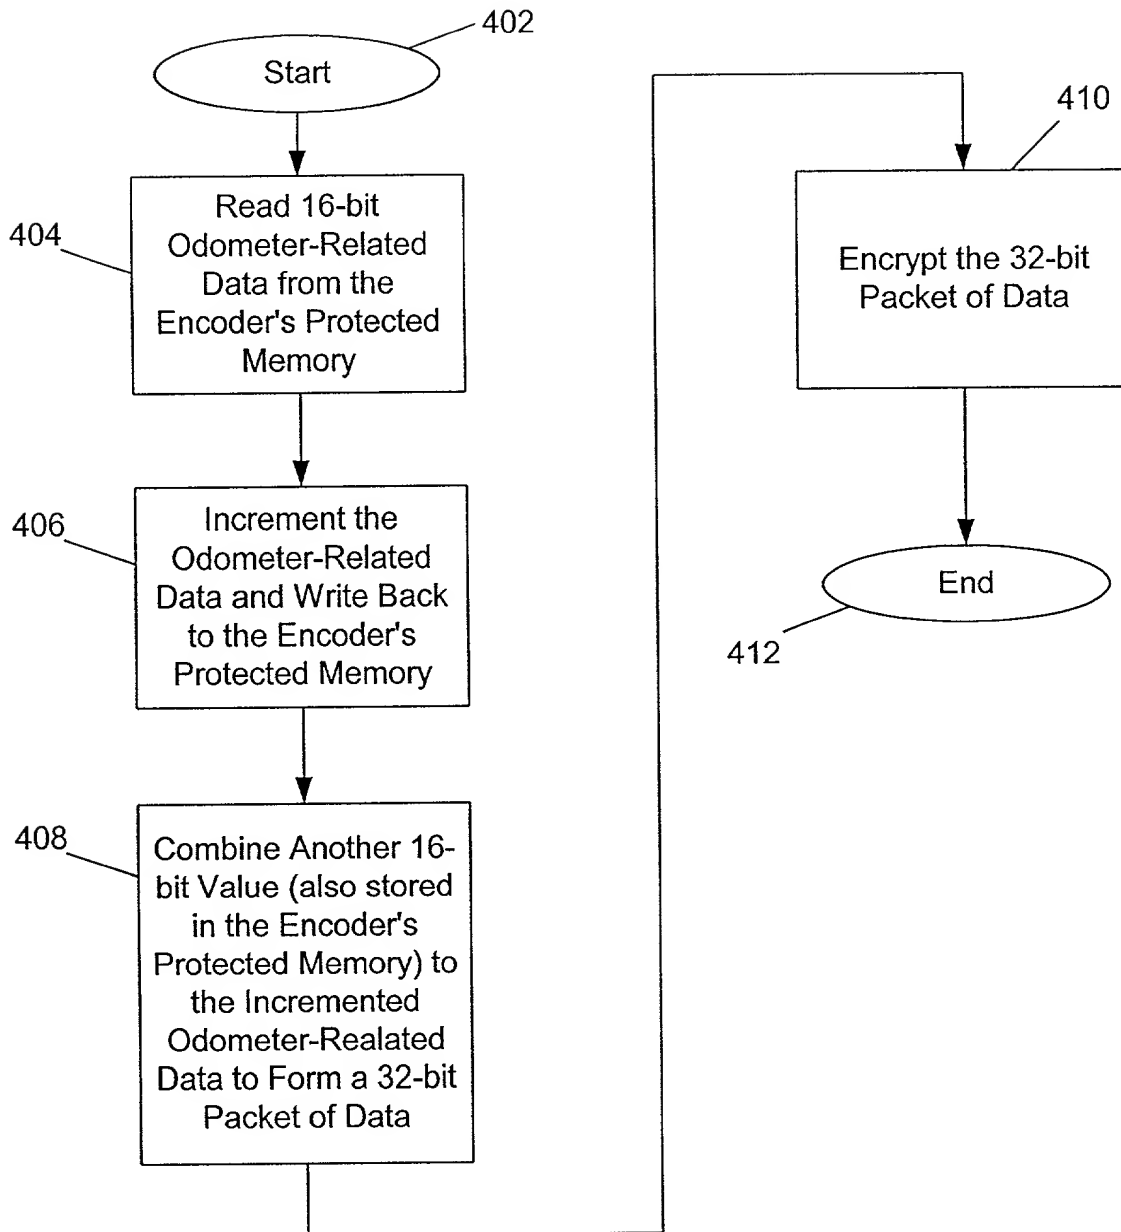 402
Start
404
Read 16-bit
Odometer-Related
Data from the
Encoder's Protected
Memory
406
Increment the
Odometer-Related
Data and Write Back
to the Encoder's
Protected Memory
408
Combine Another 16-
bit Value (also stored
in the Encoder's
Protected Memory) to
the Incremented
Odometer-Realated
Data to Form a 32-bit
Packet of Data
410
Encrypt the 32-bit
Packet of Data
End
412